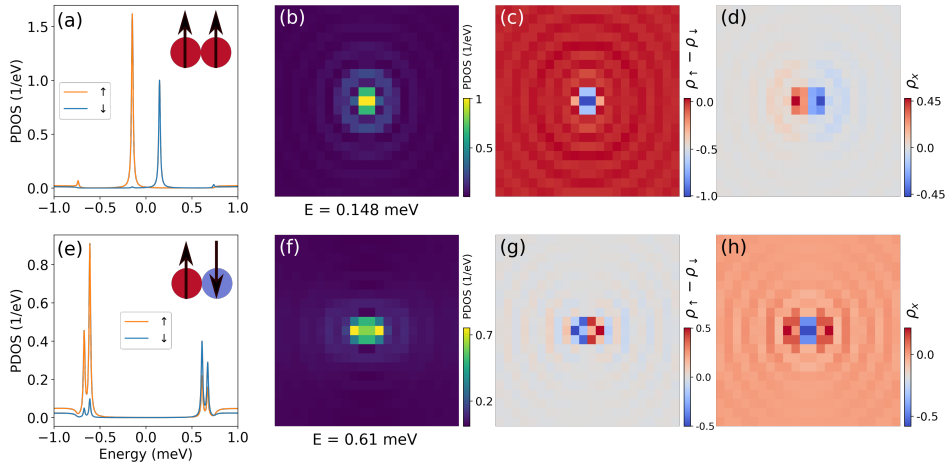 (a)
PDOS (1/eV)
1.5
1.0
0.5
0.0
↑
↓
−1.0 −0.5 0.0 0.5 1.0
(b)
PDOS (1/eV)
1
0.5
E = 0.148 meV
(c)
ρ↑ − ρ↓
0.0
−0.5
−1.0
(d)
ρx
0.45
0.0
−0.45
(e)
PDOS (1/eV)
0.8
0.6
0.4
0.2
0.0
↑
↓
−1.0 −0.5 0.0 0.5 1.0
Energy (meV)
(f)
PDOS (1/eV)
0.7
0.2
E = 0.61 meV
(g)
ρ↑ − ρ↓
0.5
0.0
−0.5
(h)
ρx
0.5
0.0
−0.5